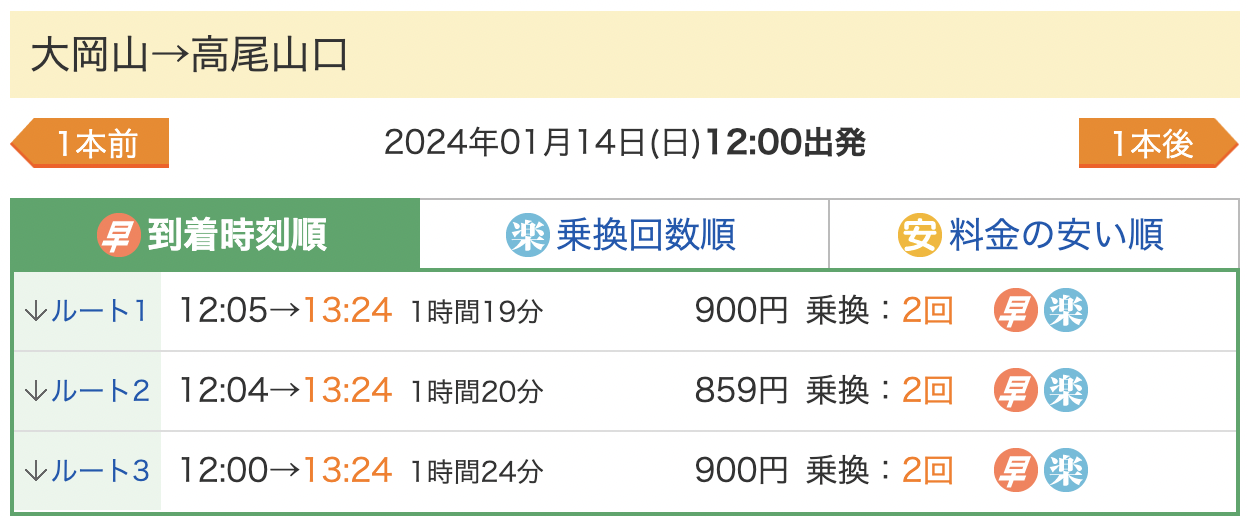 大岡山→高尾山口
1本前 2024年01月14日(日)12:00出発 1本後
早 到着時刻順 楽 乗換回数順 安 料金の安い順
↓ルート1 12:05→13:24 1時間19分 900円 乗換：2回 早 楽
↓ルート2 12:04→13:24 1時間20分 859円 乗換：2回 早 楽
↓ルート3 12:00→13:24 1時間24分 900円 乗換：2回 早 楽